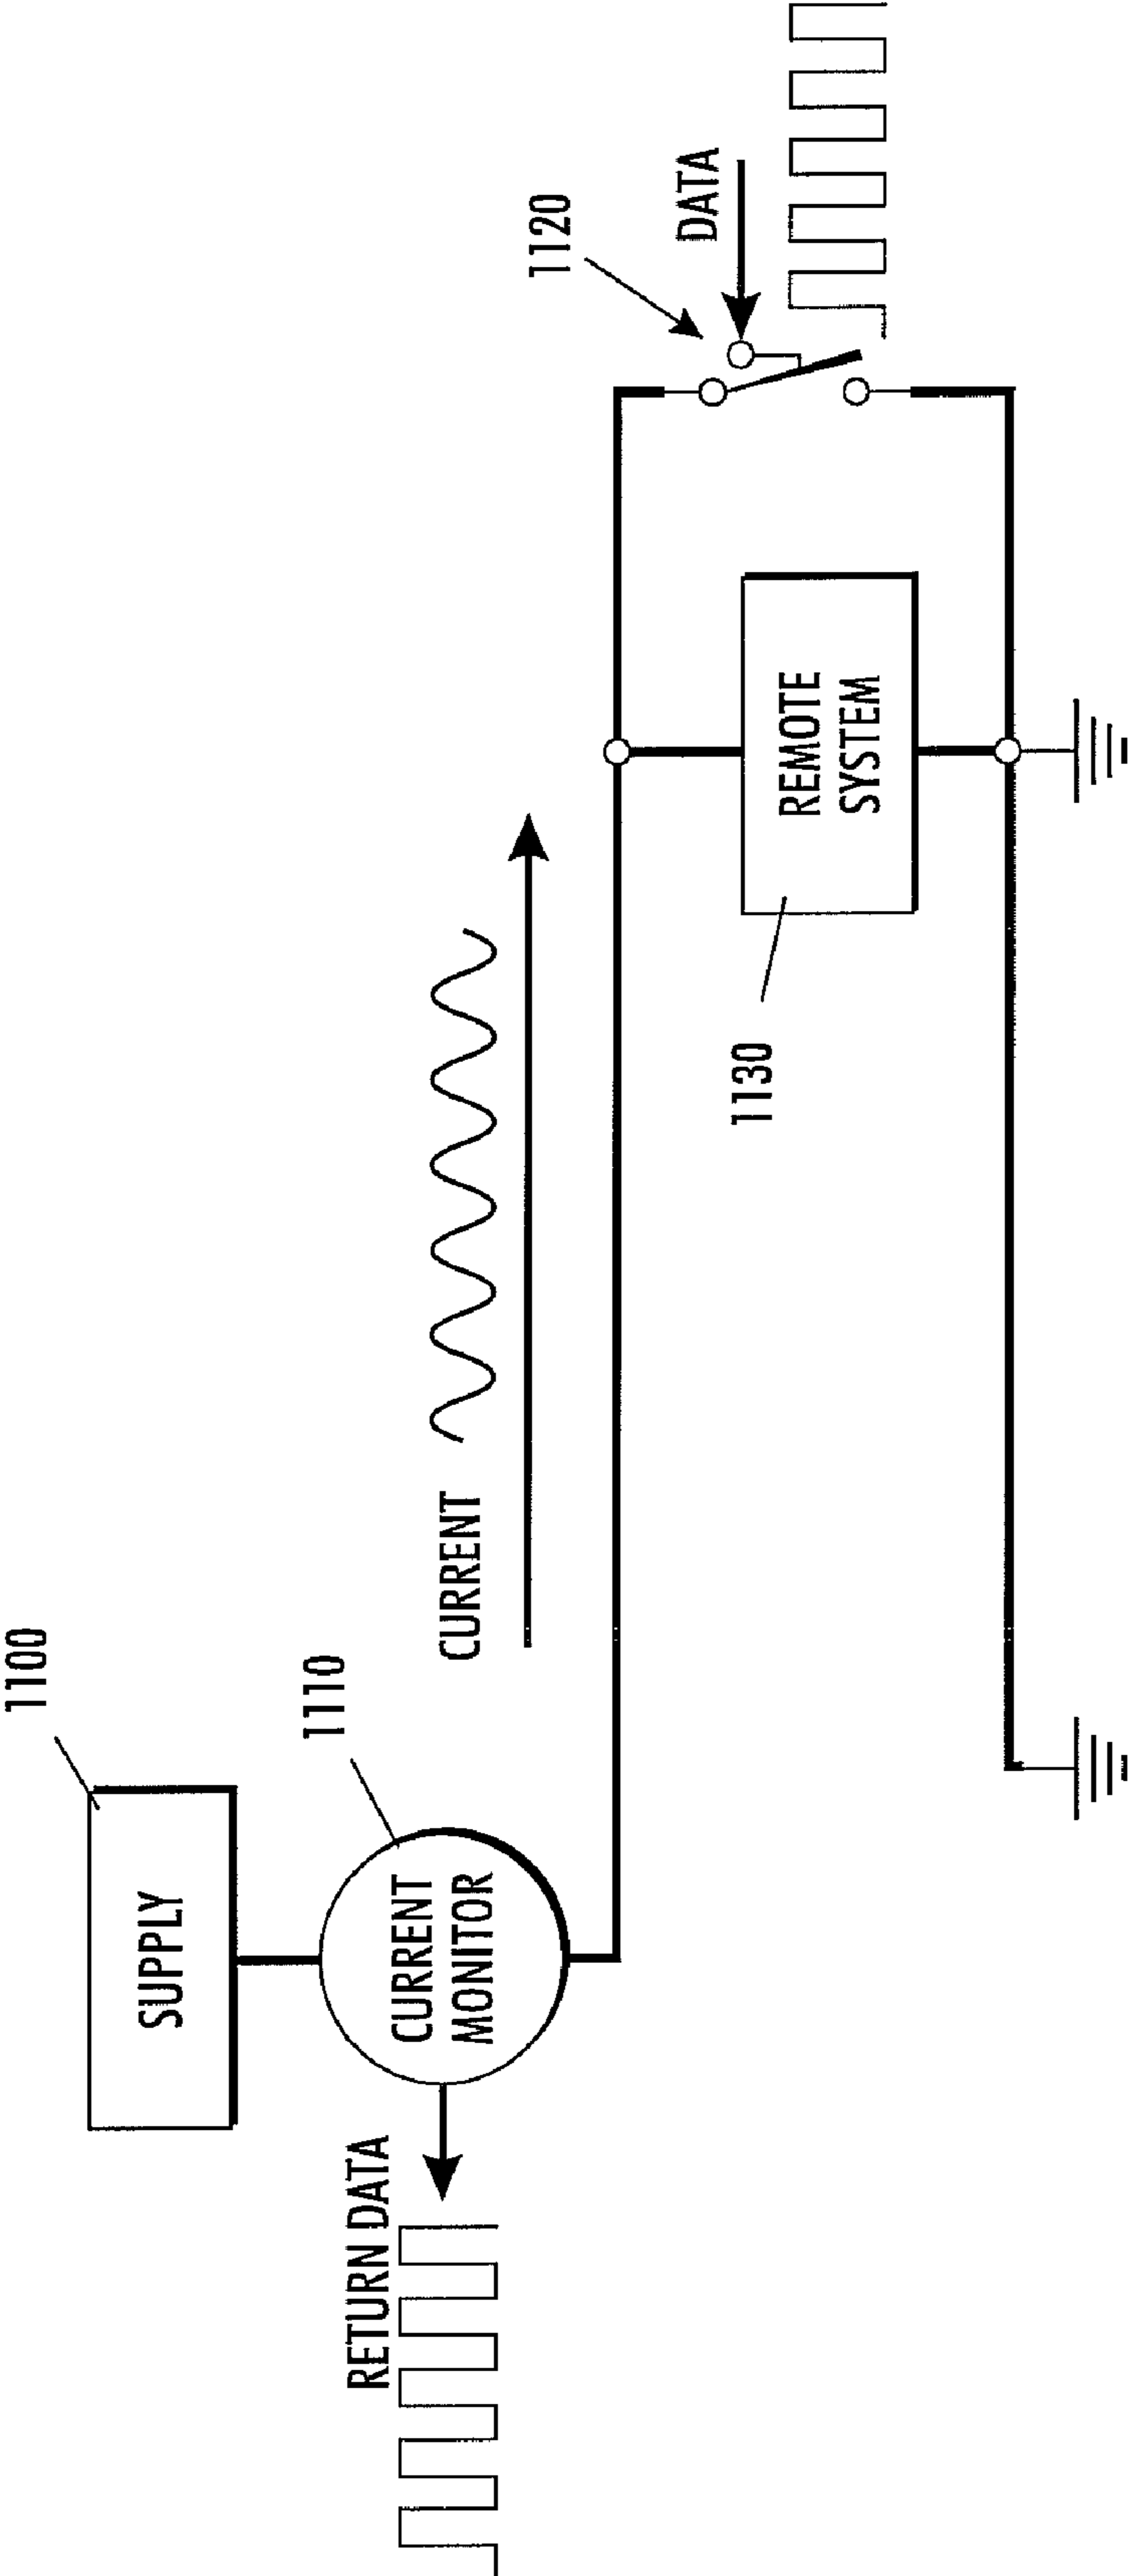 1100
SUPPLY
1110
CURRENT
MONITOR
RETURN DATA
CURRENT
1120
DATA
REMOTE
SYSTEM
1130